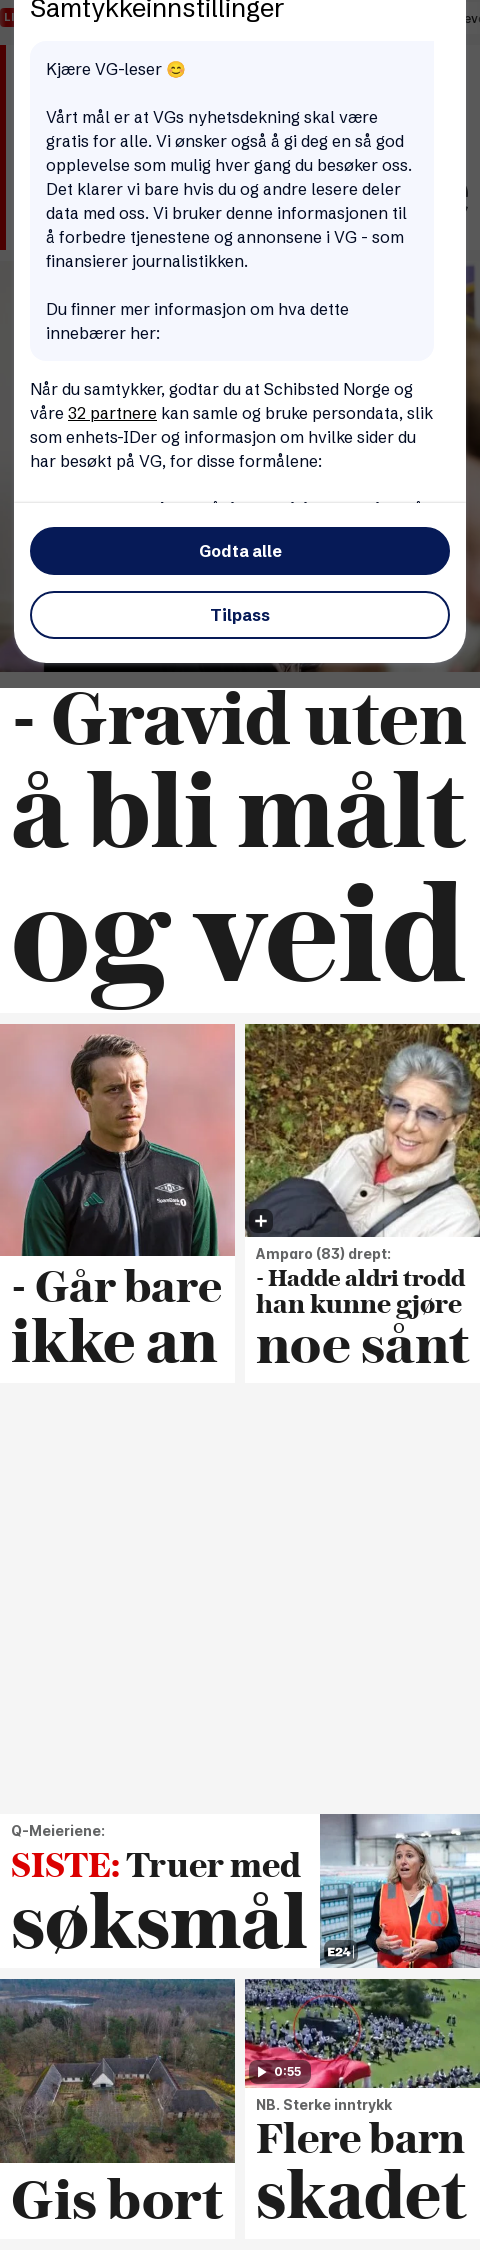 Samtykkeinnstillinger
Kjære VG-leser 😊
Vårt mål er at VGs nyhetsdekning skal være
gratis for alle. Vi ønsker også å gi deg en så god
opplevelse som mulig hver gang du besøker oss.
Det klarer vi bare hvis du og andre lesere deler
data med oss. Vi bruker denne informasjonen til
å forbedre tjenestene og annonsene i VG - som
finansierer journalistikken.
Du finner mer informasjon om hva dette
innebærer her:
Når du samtykker, godtar du at Schibsted Norge og
våre 32 partnere kan samle og bruke persondata, slik
som enhets-IDer og informasjon om hvilke sider du
har besøkt på VG, for disse formålene:
Godta alle
Tilpass
- Gravid uten
å bli målt
og veid
- Går bare
ikke an
Amparo (83) drept:
- Hadde aldri trodd
han kunne gjøre
noe sånt
Q-Meieriene:
SISTE: Truer med
søksmål
E24
Gis bort
0:55
NB. Sterke inntrykk
Flere barn
skadet